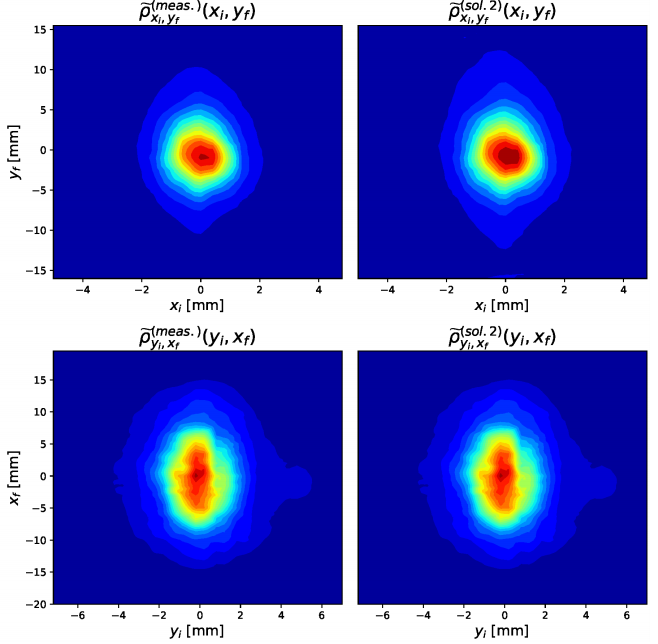 ρ̃_{x_i, y_f}^{(meas.)}(x_i, y_f) ρ̃_{x_i, y_f}^{(sol. 2)}(x_i, y_f)
15
10
5
0
−5
−10
−15
y_f [mm]
−4 −2 0 2 4 −4 −2 0 2 4
x_i [mm] x_i [mm]
ρ̃_{y_i, x_f}^{(meas.)}(y_i, x_f) ρ̃_{y_i, x_f}^{(sol. 2)}(y_i, x_f)
15
10
5
0
−5
−10
−15
−20
x_f [mm]
−6 −4 −2 0 2 4 6 −6 −4 −2 0 2 4 6
y_i [mm] y_i [mm]